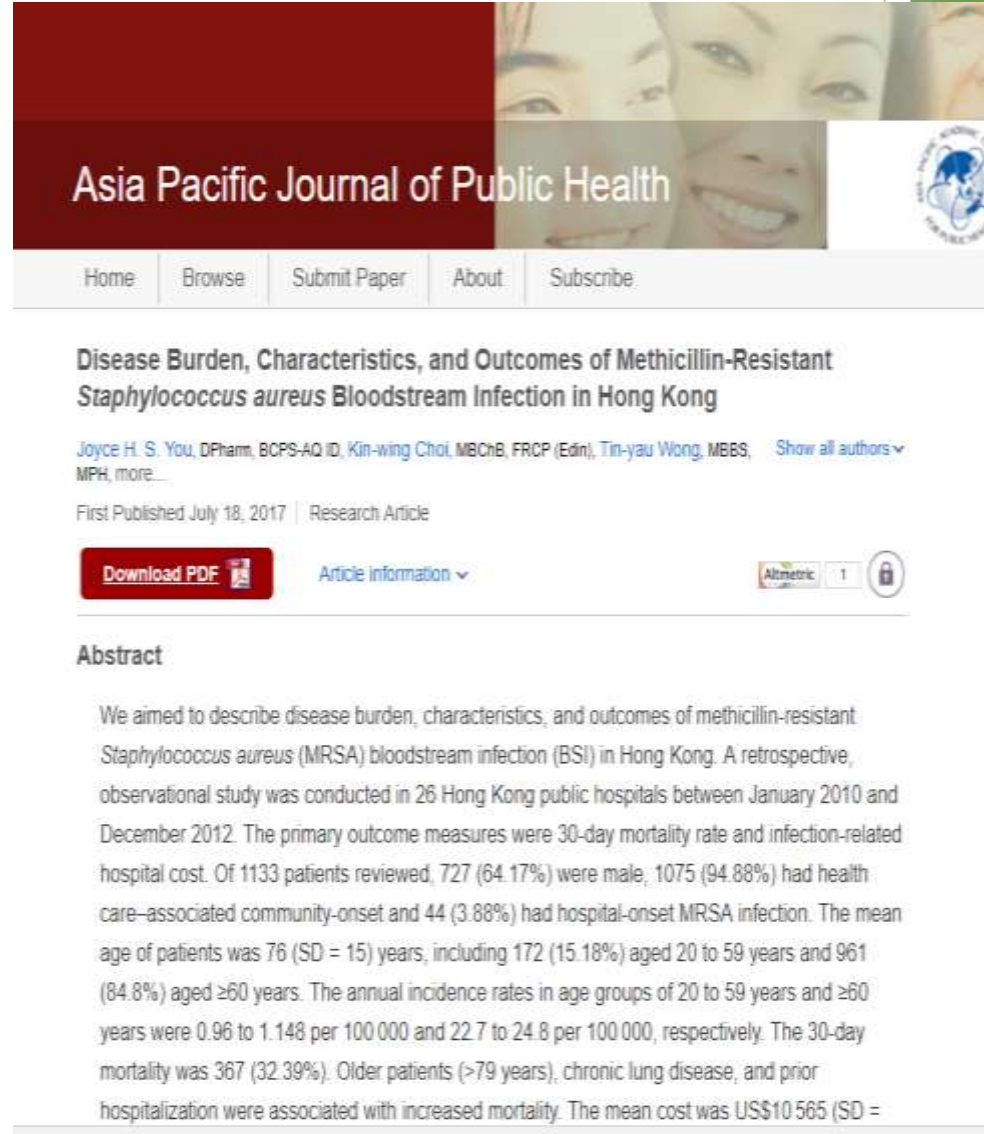 Asia Pacific Journal of Public Health
Home Browse Submit Paper About Subscribe
Disease Burden, Characteristics, and Outcomes of Methicillin-Resistant
Staphylococcus aureus Bloodstream Infection in Hong Kong
Joyce H. S. You, DPharm, BCPS-AQ ID, Kin-wing Choi, MBChB, FRCP (Edin), Tin-yau Wong, MBBS, Show all authors
MPH, more...
First Published July 18, 2017 Research Article
Download PDF Article information Altmetric 1
Abstract
We aimed to describe disease burden, characteristics, and outcomes of methicillin-resistant
Staphylococcus aureus (MRSA) bloodstream infection (BSI) in Hong Kong. A retrospective,
observational study was conducted in 26 Hong Kong public hospitals between January 2010 and
December 2012. The primary outcome measures were 30-day mortality rate and infection-related
hospital cost. Of 1133 patients reviewed, 727 (64.17%) were male, 1075 (94.88%) had health
care–associated community-onset and 44 (3.88%) had hospital-onset MRSA infection. The mean
age of patients was 76 (SD = 15) years, including 172 (15.18%) aged 20 to 59 years and 961
(84.8%) aged ≥60 years. The annual incidence rates in age groups of 20 to 59 years and ≥60
years were 0.96 to 1.148 per 100 000 and 22.7 to 24.8 per 100 000, respectively. The 30-day
mortality was 367 (32.39%). Older patients (>79 years), chronic lung disease, and prior
hospitalization were associated with increased mortality. The mean cost was US$10 565 (SD =